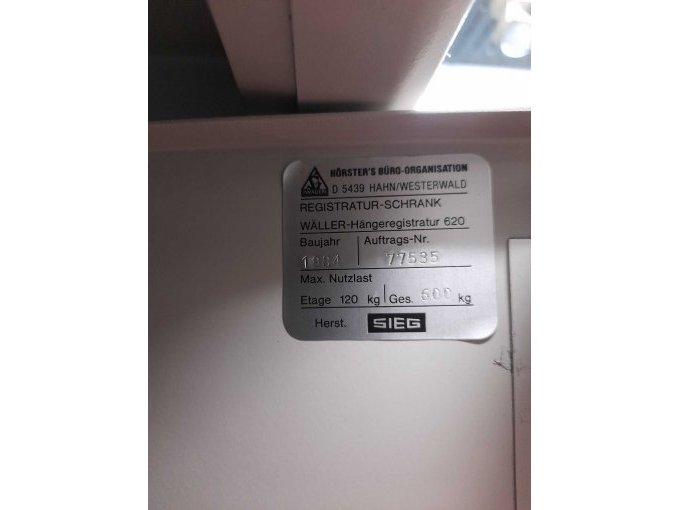 HÖRSTER'S BÜRO-ORGANISATION
D 5439 HAHN/WESTERWALD
REGISTRATUR-SCHRANK
WÄLLER-Hängeregistratur 620
Baujahr Auftrags-Nr.
77535
Max. Nutzlast
Etage 120 kg Ges. 600 kg
Herst. SIEG